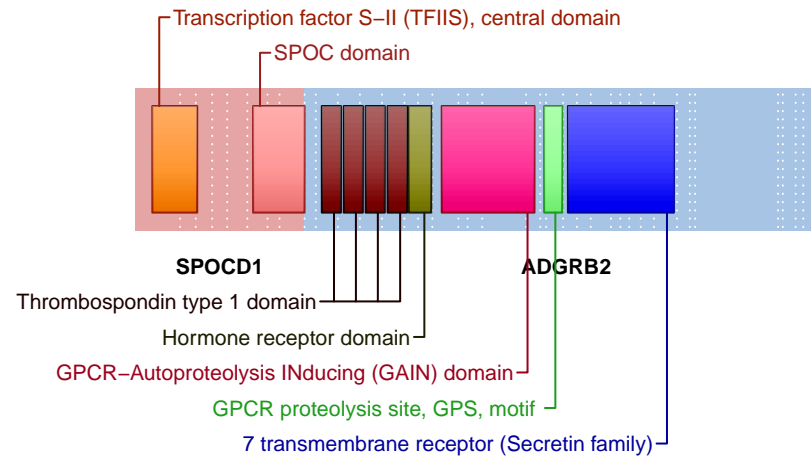 Transcription factor S−II (TFIIS), central domain
SPOC domain
SPOCD1
ADGRB2
Thrombospondin type 1 domain
Hormone receptor domain
GPCR−Autoproteolysis INducing (GAIN) domain
GPCR proteolysis site, GPS, motif
7 transmembrane receptor (Secretin family)